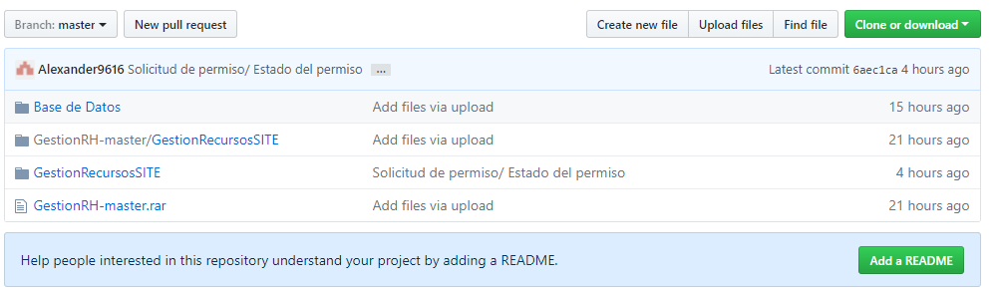 Branch: master New pull request Create new file Upload files Find file Clone or download
Alexander9616 Solicitud de permiso/ Estado del permiso ... Latest commit 6aec1ca 4 hours ago
Base de Datos Add files via upload 15 hours ago
GestionRH-master/GestionRecursosSITE Add files via upload 21 hours ago
GestionRecursosSITE Solicitud de permiso/ Estado del permiso 4 hours ago
GestionRH-master.rar Add files via upload 21 hours ago
Help people interested in this repository understand your project by adding a README. Add a README